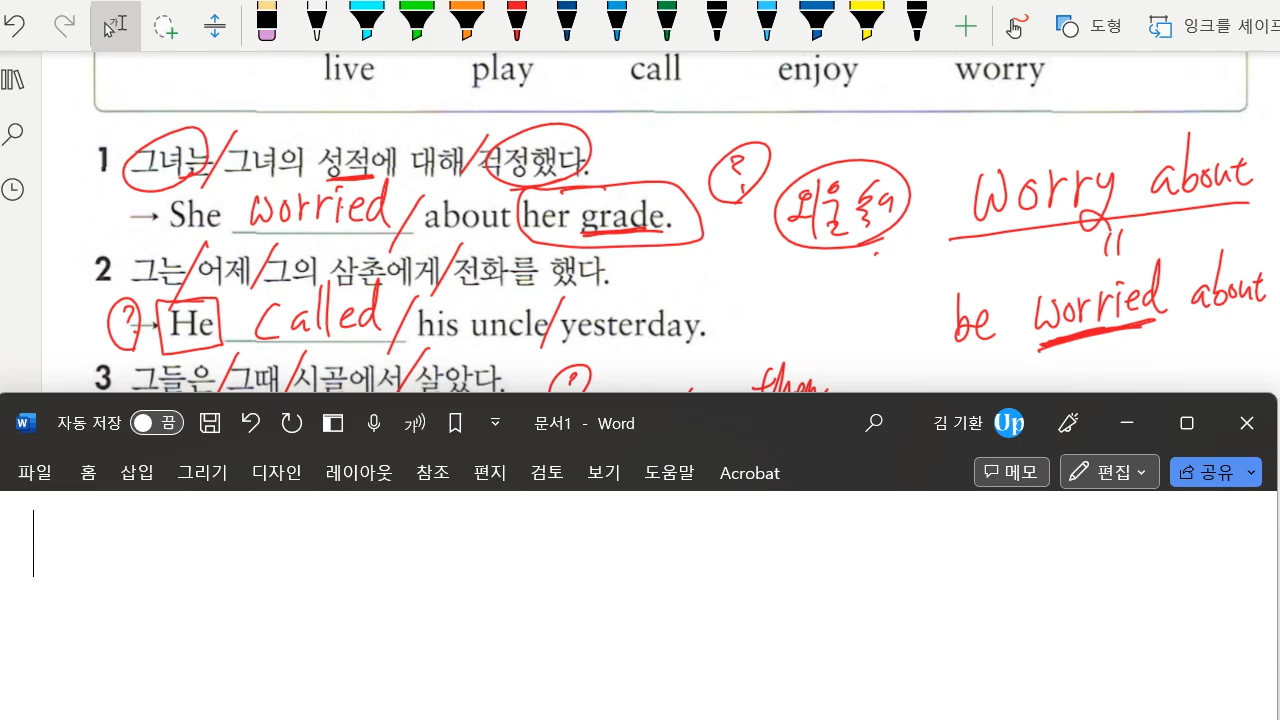 도형
잉크를 셰이프
live play call enjoy worry
1 그녀는 그녀의 성적에 대해 걱정했다.
→ She worried about her grade.
?
외울 숙어
worry about
=
be worried about
2 그는 어제 그의 삼촌에게 전화를 했다.
? → He called his uncle yesterday.
3 그들은 그때 시골에서 살았다.
? then
자동 저장 끔 문서1 - Word 김 기환 Up
파일 홈 삽입 그리기 디자인 레이아웃 참조 편지 검토 보기 도움말 Acrobat 메모 편집 공유